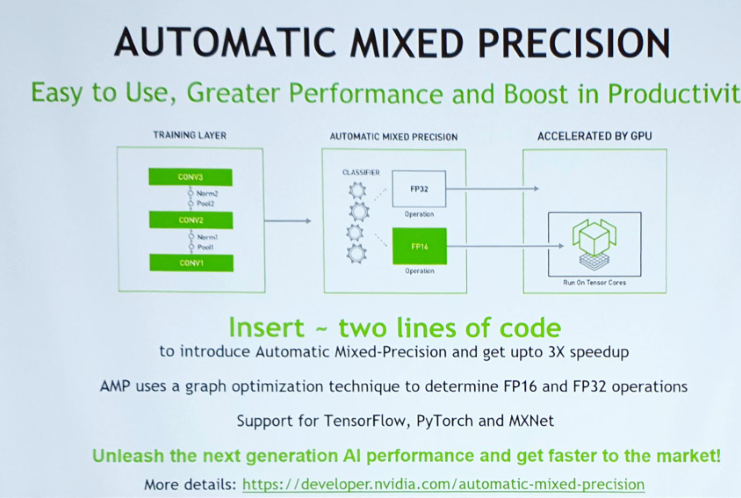 AUTOMATIC MIXED PRECISION
Easy to Use, Greater Performance and Boost in Productivit
TRAINING LAYER
AUTOMATIC MIXED PRECISION
ACCELERATED BY GPU
CONV3
Norm2
Pool2
CONV2
Norm1
Pool1
CONV1
CLASSIFIER
FP32
Operation
FP16
Operation
Run On Tensor Cores
Insert ~ two lines of code
to introduce Automatic Mixed-Precision and get upto 3X speedup
AMP uses a graph optimization technique to determine FP16 and FP32 operations
Support for TensorFlow, PyTorch and MXNet
Unleash the next generation AI performance and get faster to the market!
More details: https://developer.nvidia.com/automatic-mixed-precision